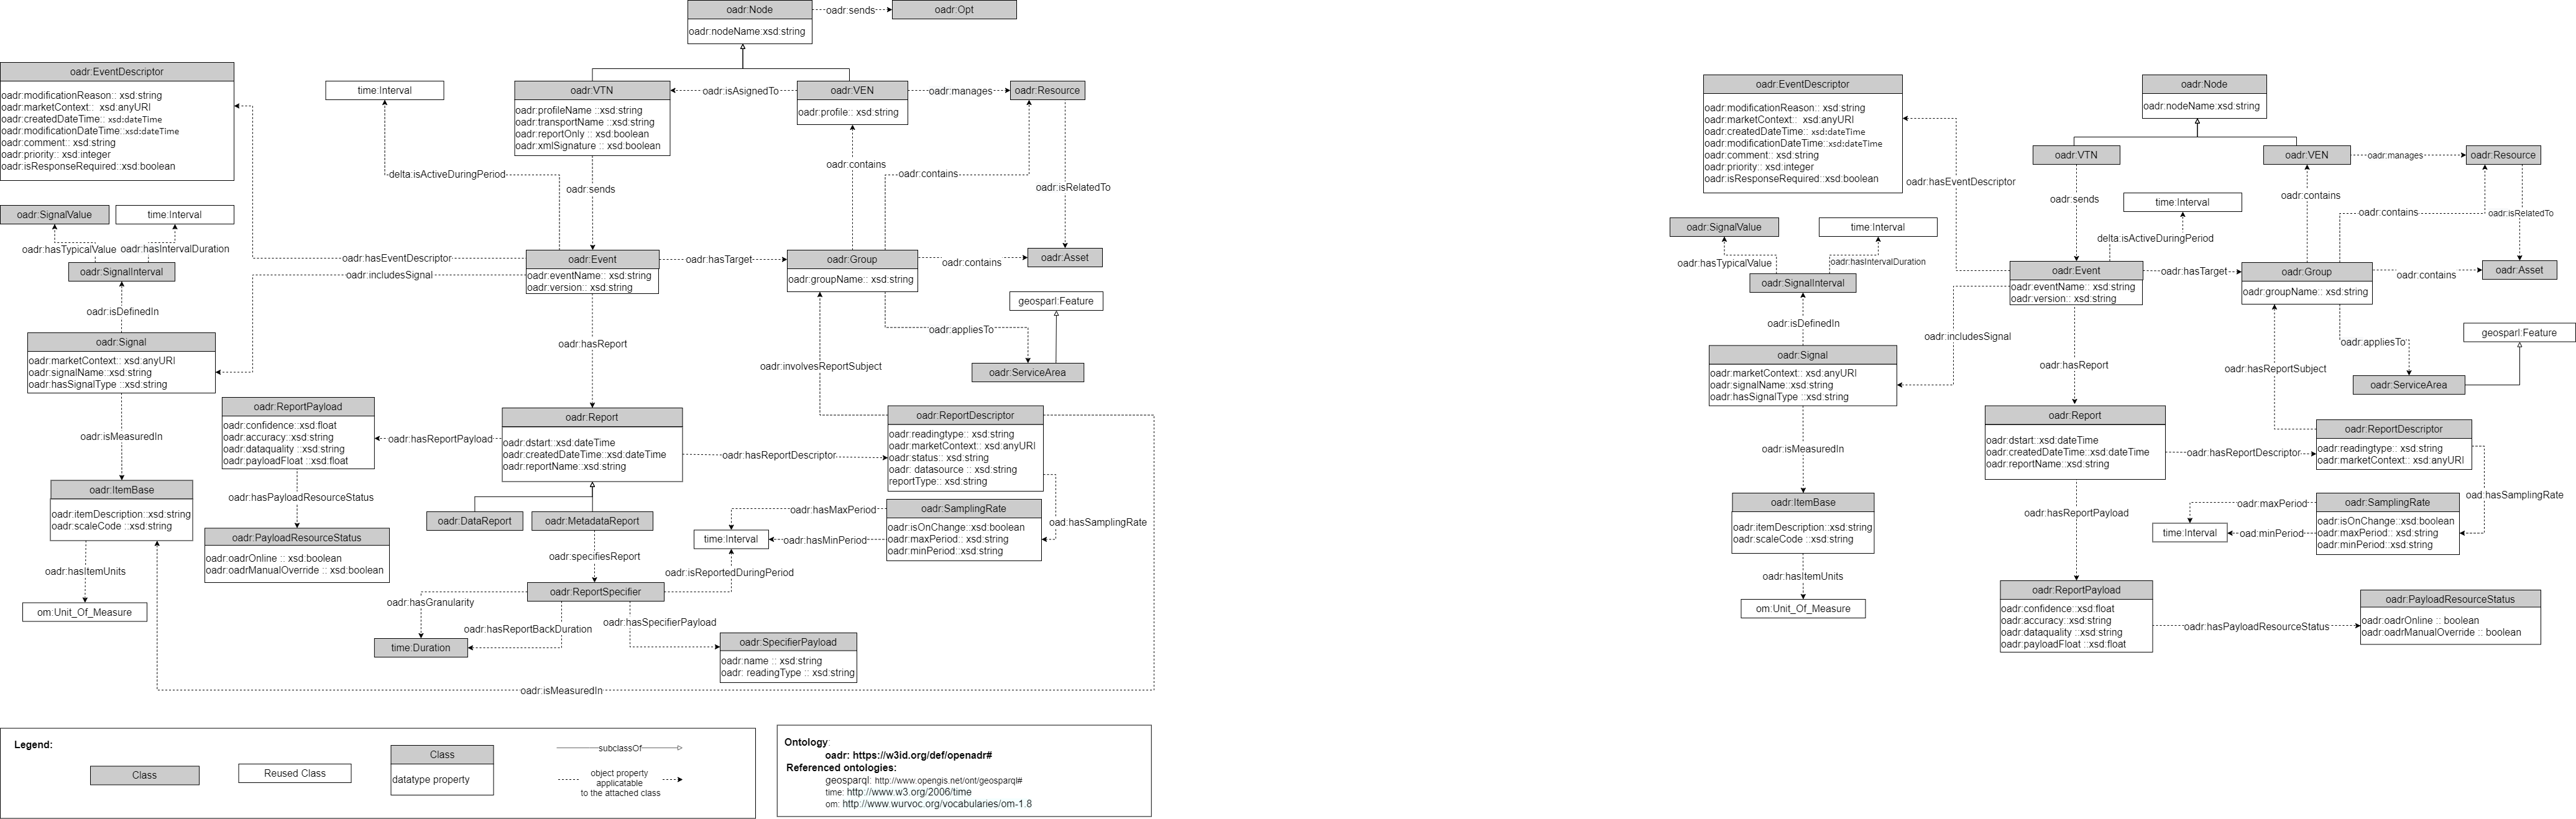 oadr:Node
oadr:nodeName:xsd:string
oadr:sends
oadr:Opt
oadr:EventDescriptor
oadr:modificationReason:: xsd:string
oadr:marketContext:: xsd:anyURI
oadr:createdDateTime:: xsd:dateTime
oadr:modificationDateTime::xsd:dateTime
oadr:comment:: xsd:string
oadr:priority:: xsd:integer
oadr:isResponseRequired::xsd:boolean
time:Interval
oadr:VTN
oadr:profileName ::xsd:string
oadr:transportName ::xsd:string
oadr:reportOnly :: xsd:boolean
oadr:xmlSignature :: xsd:boolean
oadr:isAsignedTo
oadr:VEN
oadr:profile:: xsd:string
oadr:manages
oadr:Resource
delta:isActiveDuringPeriod
oadr:sends
oadr:contains
oadr:contains
oadr:isRelatedTo
oadr:SignalValue
time:Interval
oadr:hasTypicalValue
oadr:hasIntervalDuration
oadr:SignalInterval
oadr:hasEventDescriptor
oadr:includesSignal
oadr:Event
oadr:eventName:: xsd:string
oadr:version:: xsd:string
oadr:hasTarget
oadr:Group
oadr:groupName:: xsd:string
oadr:contains
oadr:Asset
geosparl:Feature
oadr:isDefinedIn
oadr:appliesTo
oadr:Signal
oadr:marketContext:: xsd:anyURI
oadr:signalName::xsd:string
oadr:hasSignalType ::xsd:string
oadr:hasReport
oadr:involvesReportSubject
oadr:ServiceArea
oadr:ReportPayload
oadr:confidence::xsd:float
oadr:accuracy::xsd:string
oadr:dataquality ::xsd:string
oadr:payloadFloat ::xsd:float
oadr:isMeasuredIn
oadr:hasReportPayload
oadr:Report
oadr:dstart::xsd:dateTime
oadr:createdDateTime::xsd:dateTime
oadr:reportName::xsd:string
oadr:hasReportDescriptor
oadr:ReportDescriptor
oadr:readingtype:: xsd:string
oadr:marketContext:: xsd:anyURI
oadr:status:: xsd:string
oadr: datasource :: xsd:string
reportType:: xsd:string
oadr:ItemBase
oadr:itemDescription::xsd:string
oadr:scaleCode ::xsd:string
oadr:hasPayloadResourceStatus
oadr:PayloadResourceStatus
oadr:oadrOnline :: xsd:boolean
oadr:oadrManualOverride :: xsd:boolean
oadr:DataReport
oadr:MetadataReport
oadr:hasMaxPeriod
time:Interval
oadr:hasMinPeriod
oadr:SamplingRate
oadr:isOnChange::xsd:boolean
oadr:maxPeriod:: xsd:string
oadr:minPeriod::xsd:string
oadr:hasSamplingRate
oadr:specifiesReport
oadr:isReportedDuringPeriod
oadr:hasItemUnits
om:Unit_Of_Measure
oadr:ReportSpecifier
oadr:hasGranularity
oadr:hasReportBackDuration
oadr:hasSpecifierPayload
time:Duration
oadr:SpecifierPayload
oadr:name :: xsd:string
oadr: readingType :: xsd:string
oadr:isMeasuredIn
Legend:
Class
Reused Class
Class
datatype property
subclassOf
object property
applicatable
to the attached class
Ontology:
oadr: https://w3id.org/def/openadr#
Referenced ontologies:
geosparql: http://www.opengis.net/ont/geosparql#
time: http://www.w3.org/2006/time
om: http://www.wurvoc.org/vocabularies/om-1.8
oadr:EventDescriptor
oadr:modificationReason:: xsd:string
oadr:marketContext:: xsd:anyURI
oadr:createdDateTime:: xsd:dateTime
oadr:modificationDateTime::xsd:dateTime
oadr:comment:: xsd:string
oadr:priority:: xsd:integer
oadr:isResponseRequired::xsd:boolean
oadr:Node
oadr:nodeName:xsd:string
oadr:VTN
oadr:VEN
oadr:manages
oadr:Resource
oadr:hasEventDescriptor
oadr:sends
time:Interval
oadr:contains
oadr:contains
oadr:isRelatedTo
oadr:SignalValue
time:Interval
delta:isActiveDuringPeriod
oadr:hasTypicalValue
oadr:hasIntervalDuration
oadr:SignalInterval
oadr:Event
oadr:eventName:: xsd:string
oadr:version:: xsd:string
oadr:hasTarget
oadr:Group
oadr:groupName:: xsd:string
oadr:contains
oadr:Asset
oadr:isDefinedIn
oadr:includesSignal
geosparl:Feature
oadr:appliesTo
oadr:Signal
oadr:marketContext:: xsd:anyURI
oadr:signalName::xsd:string
oadr:hasSignalType ::xsd:string
oadr:hasReport
oadr:hasReportSubject
oadr:ServiceArea
oadr:isMeasuredIn
oadr:Report
oadr:dstart::xsd:dateTime
oadr:createdDateTime::xsd:dateTime
oadr:reportName::xsd:string
oadr:hasReportDescriptor
oadr:ReportDescriptor
oadr:readingtype:: xsd:string
oadr:marketContext:: xsd:anyURI
oadr:hasSamplingRate
oadr:ItemBase
oadr:itemDescription::xsd:string
oadr:scaleCode ::xsd:string
oadr:hasReportPayload
oadr:maxPeriod
time:Interval
oadr:minPeriod
oadr:SamplingRate
oadr:isOnChange::xsd:boolean
oadr:maxPeriod:: xsd:string
oadr:minPeriod::xsd:string
oadr:hasItemUnits
om:Unit_Of_Measure
oadr:ReportPayload
oadr:confidence::xsd:float
oadr:accuracy::xsd:string
oadr:dataquality ::xsd:string
oadr:payloadFloat ::xsd:float
oadr:hasPayloadResourceStatus
oadr:PayloadResourceStatus
oadr:oadrOnline :: boolean
oadr:oadrManualOverride :: boolean